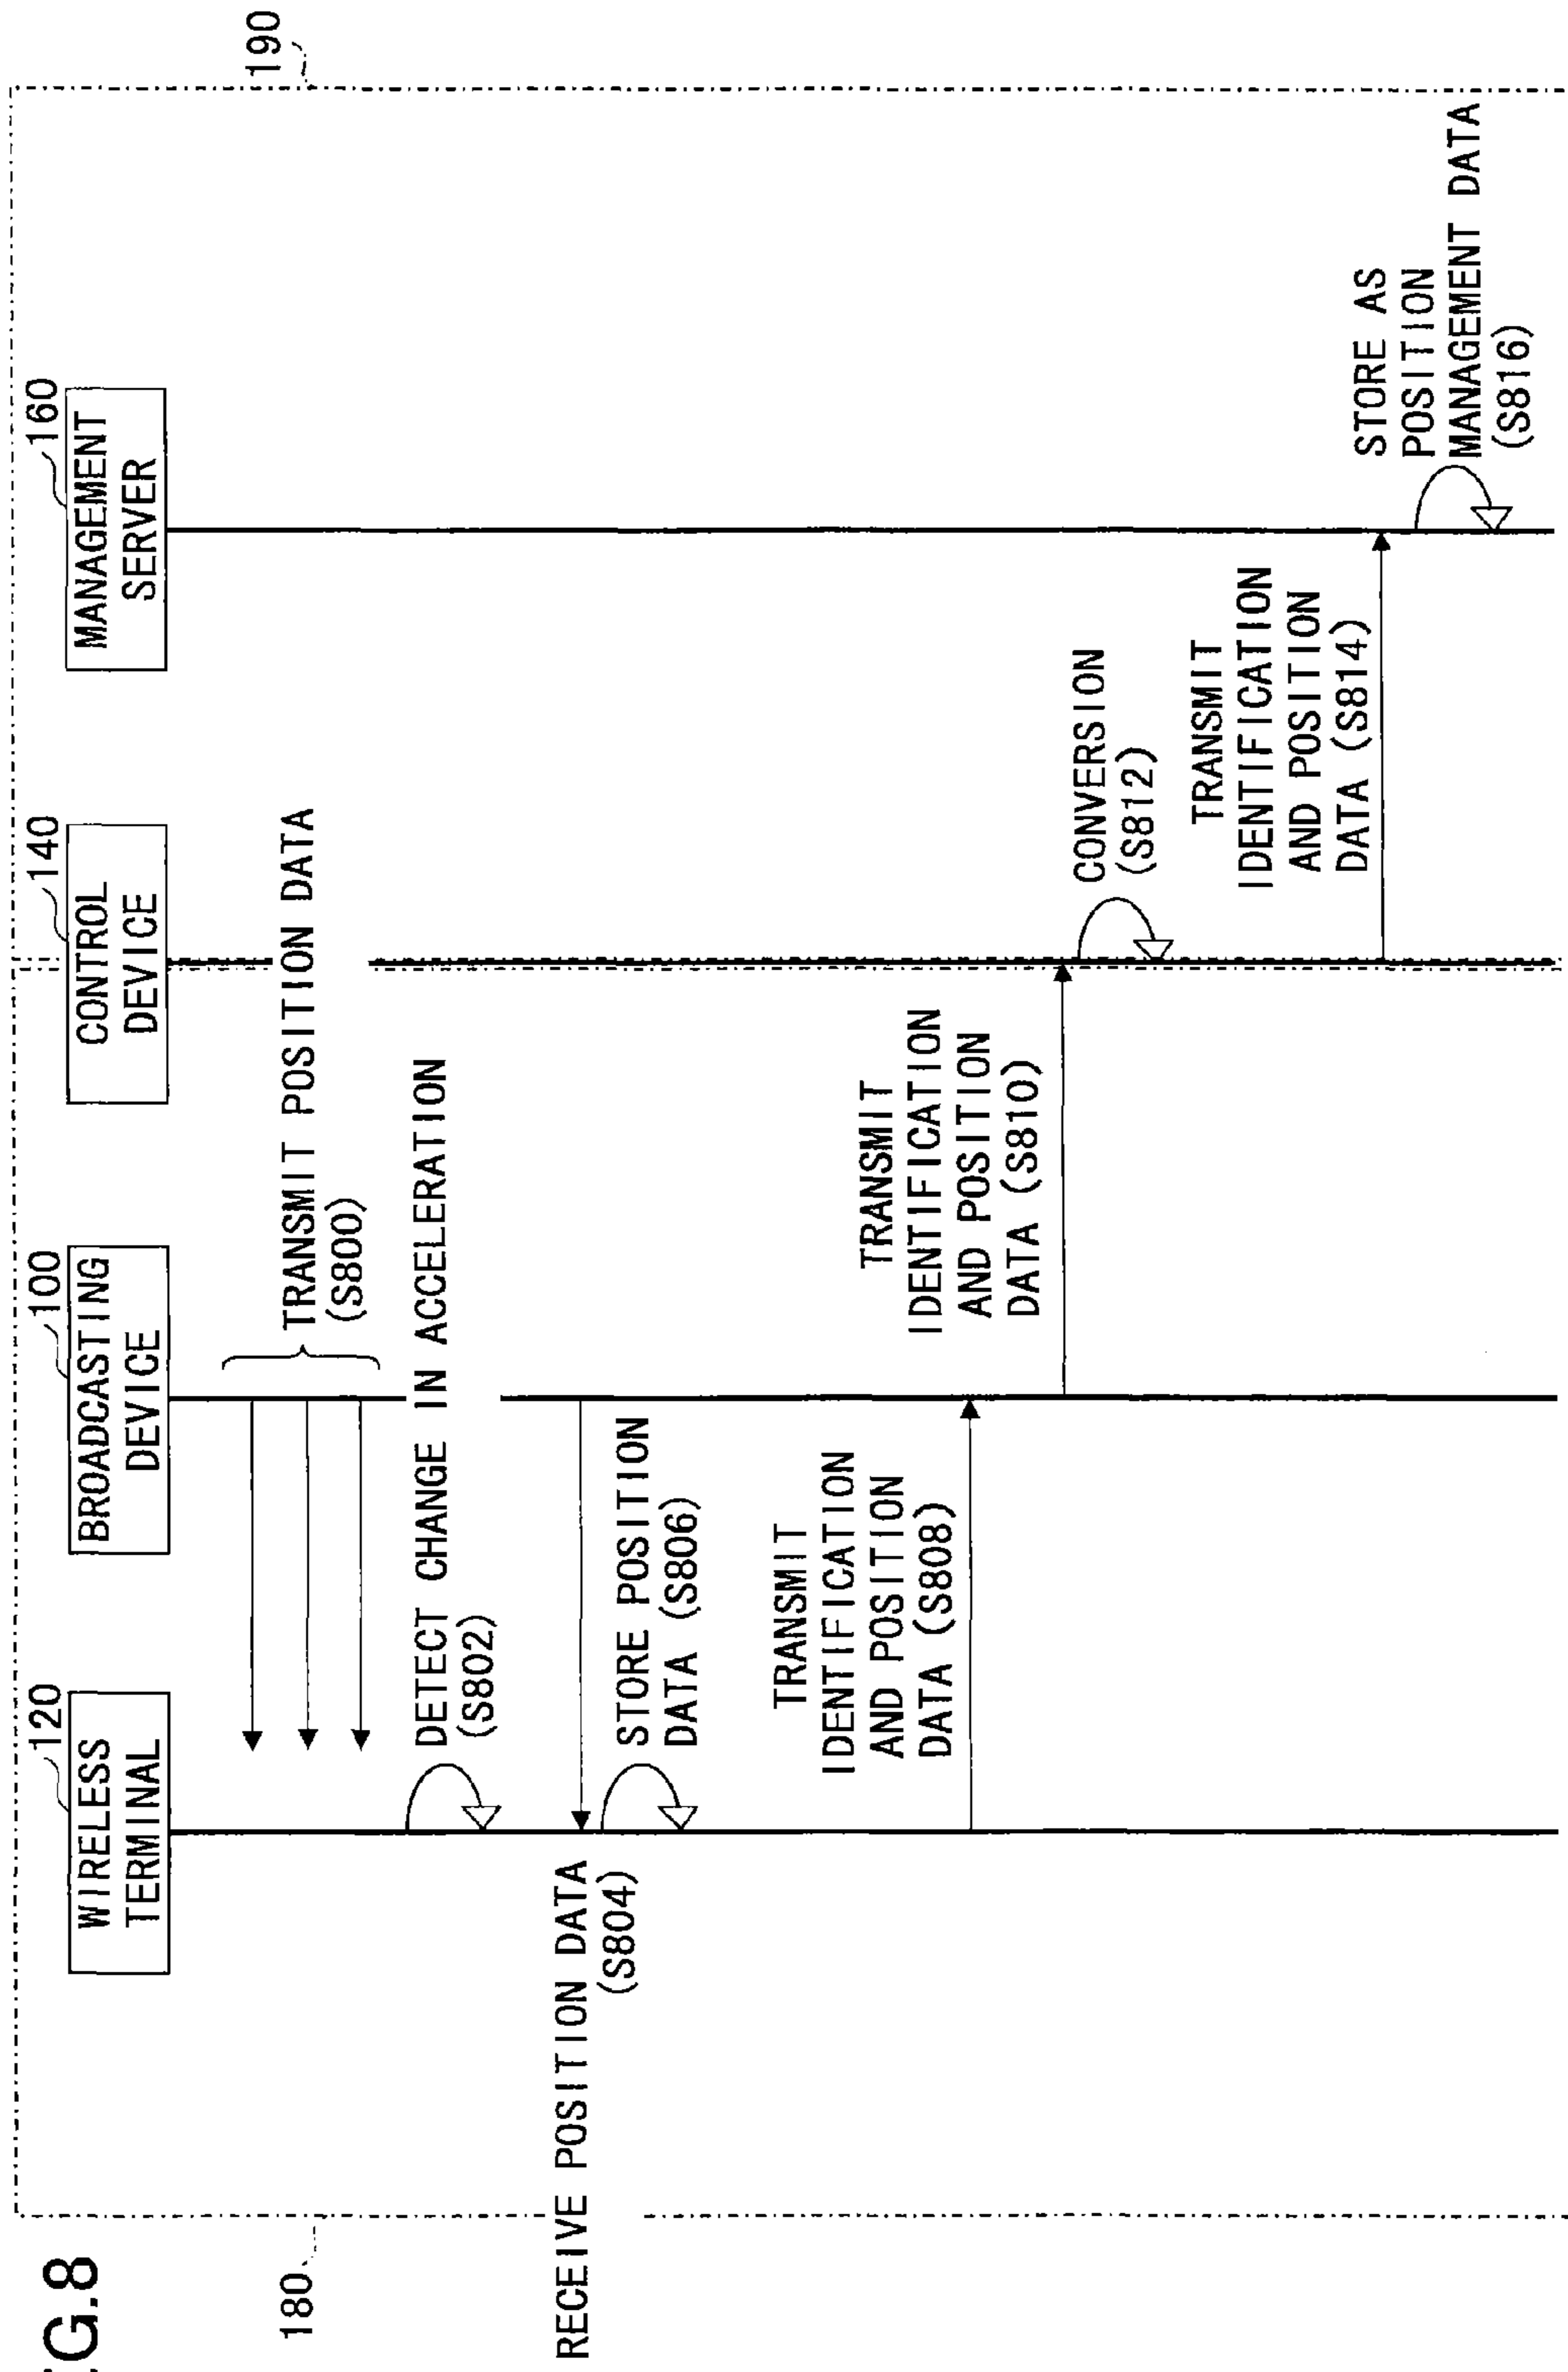 FIG.8
180
190
WIRELESS
TERMINAL
120
BROADCASTING
DEVICE
100
CONTROL
DEVICE
140
MANAGEMENT
SERVER
160
TRANSMIT POSITION DATA
(S800)
DETECT CHANGE IN ACCELERATION
(S802)
RECEIVE POSITION DATA
(S804)
STORE POSITION
DATA (S806)
TRANSMIT
IDENTIFICATION
AND POSITION
DATA (S808)
TRANSMIT
IDENTIFICATION
AND POSITION
DATA (S810)
CONVERSION
(S812)
TRANSMIT
IDENTIFICATION
AND POSITION
DATA (S814)
STORE AS
POSITION
MANAGEMENT DATA
(S816)